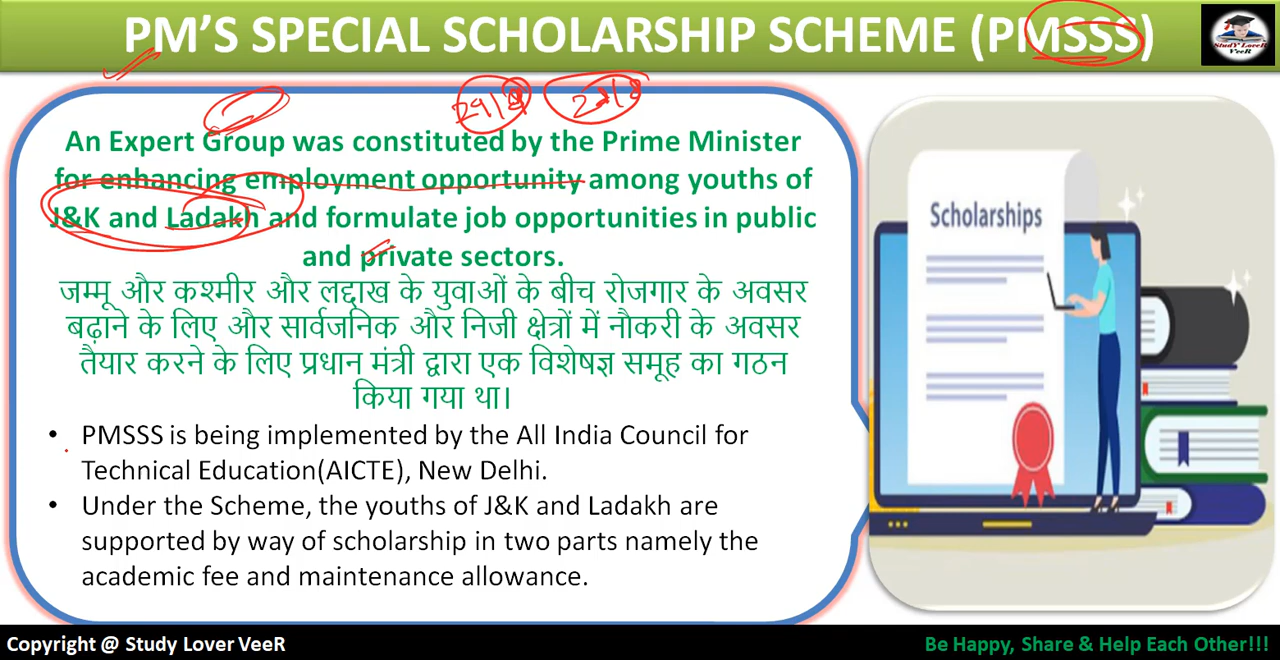 PM'S SPECIAL SCHOLARSHIP SCHEME (PMSSS)
StudY LoveR
VeeR
An Expert Group was constituted by the Prime Minister
for enhancing employment opportunity among youths of
J&K and Ladakh and formulate job opportunities in public
and private sectors.
जम्मू और कश्मीर और लद्दाख के युवाओं के बीच रोजगार के अवसर
बढ़ाने के लिए और सार्वजनिक और निजी क्षेत्रों में नौकरी के अवसर
तैयार करने के लिए प्रधान मंत्री द्वारा एक विशेषज्ञ समूह का गठन
किया गया था।
• PMSSS is being implemented by the All India Council for
Technical Education(AICTE), New Delhi.
• Under the Scheme, the youths of J&K and Ladakh are
supported by way of scholarship in two parts namely the
academic fee and maintenance allowance.
Scholarships
Copyright @ Study Lover VeeR
Be Happy, Share & Help Each Other!!!